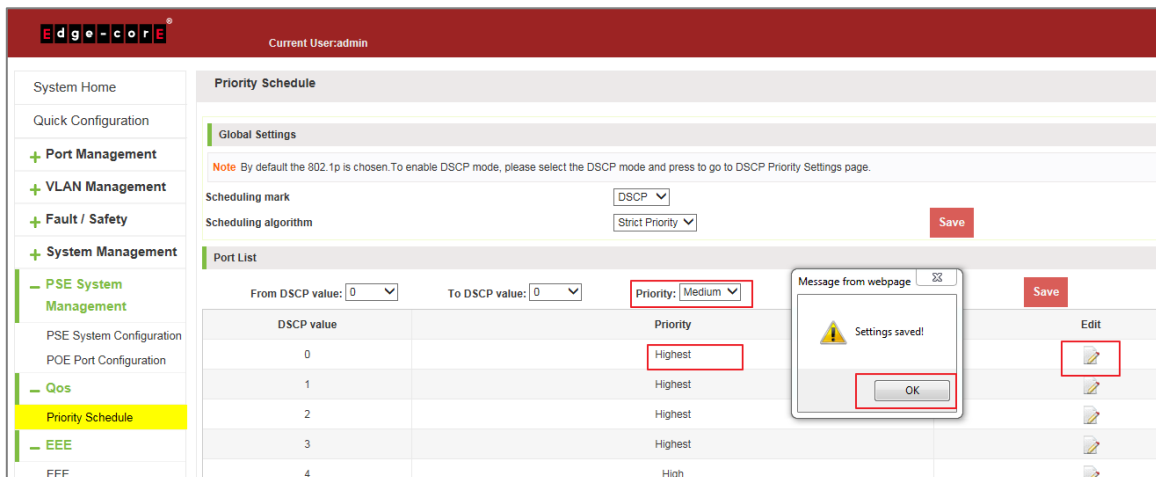 Edge-corE®
Current User:admin
System Home
Quick Configuration
+ Port Management
+ VLAN Management
+ Fault / Safety
+ System Management
– PSE System
Management
PSE System Configuration
POE Port Configuration
– Qos
Priority Schedule
– EEE
EEE
Priority Schedule
Global Settings
Note By default the 802.1p is chosen.To enable DSCP mode, please select the DSCP mode and press to go to DSCP Priority Settings page.
Scheduling mark DSCP
Scheduling algorithm Strict Priority Save
Port List
From DSCP value: 0 To DSCP value: 0 Priority: Medium Save
DSCP value Priority Edit
0 Highest
1 Highest
2 Highest
3 Highest
4 High
Message from webpage
Settings saved!
OK